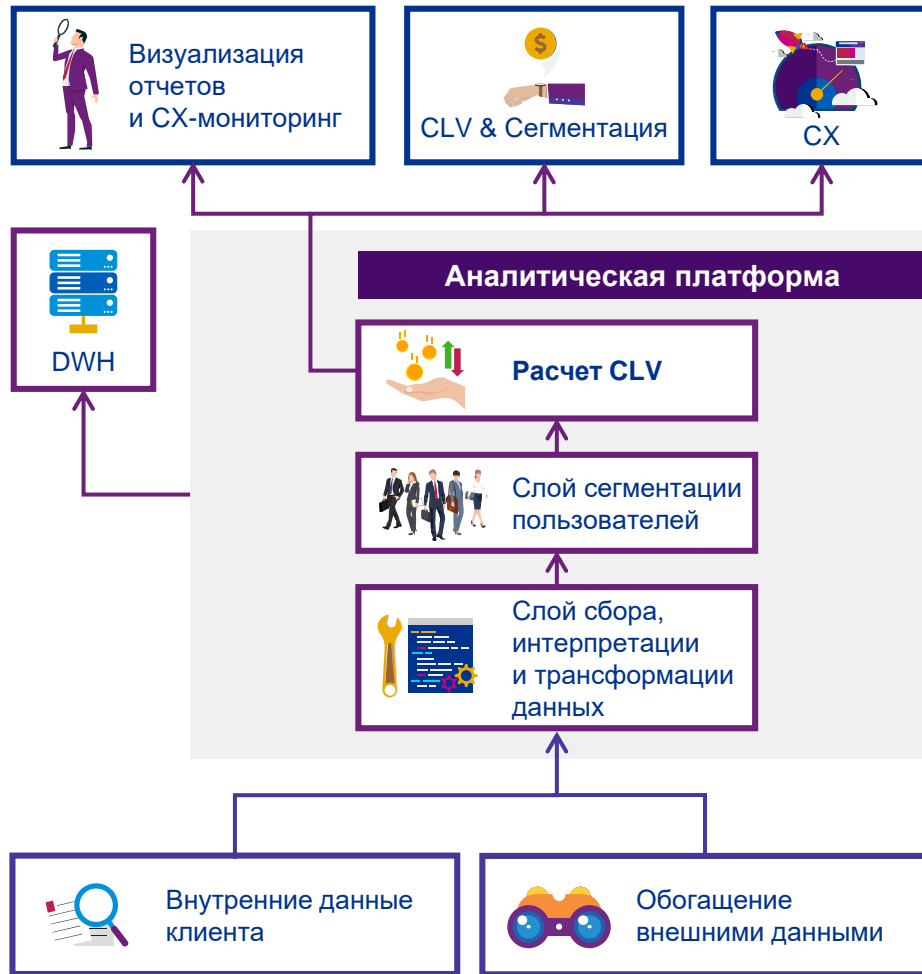 Визуализация
отчетов
и CX-мониторинг
CLV & Сегментация
CX
DWH
Аналитическая платформа
Расчет CLV
Слой сегментации
пользователей
Слой сбора,
интерпретации
и трансформации
данных
Внутренние данные
клиента
Обогащение
внешними данными